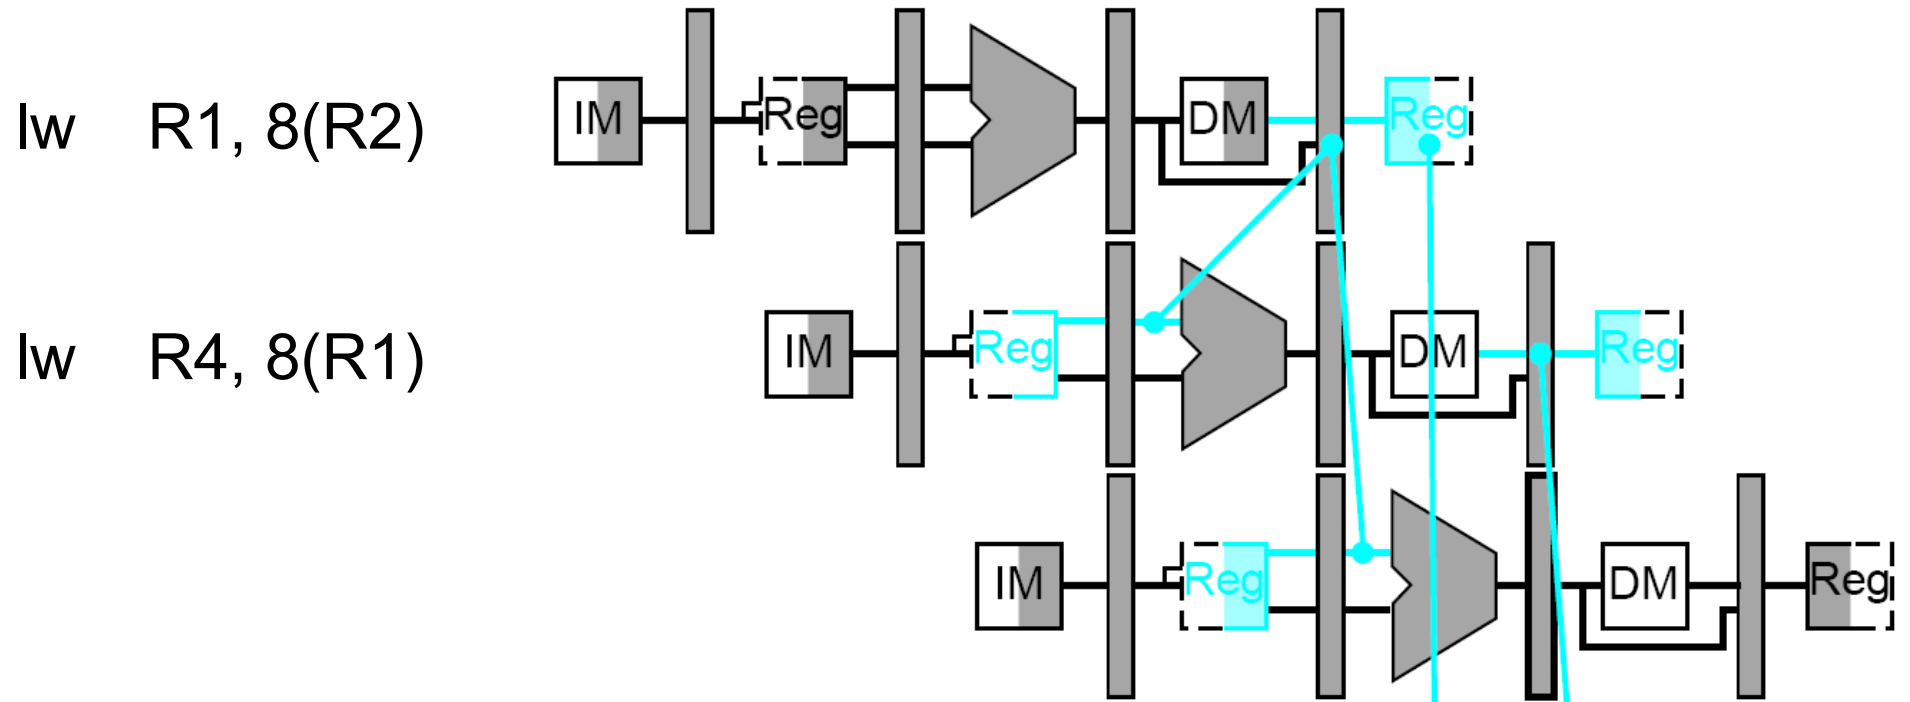 lw R1, 8(R2) IM Reg DM Reg
lw R4, 8(R1) IM Reg DM Reg
IM Reg DM Reg